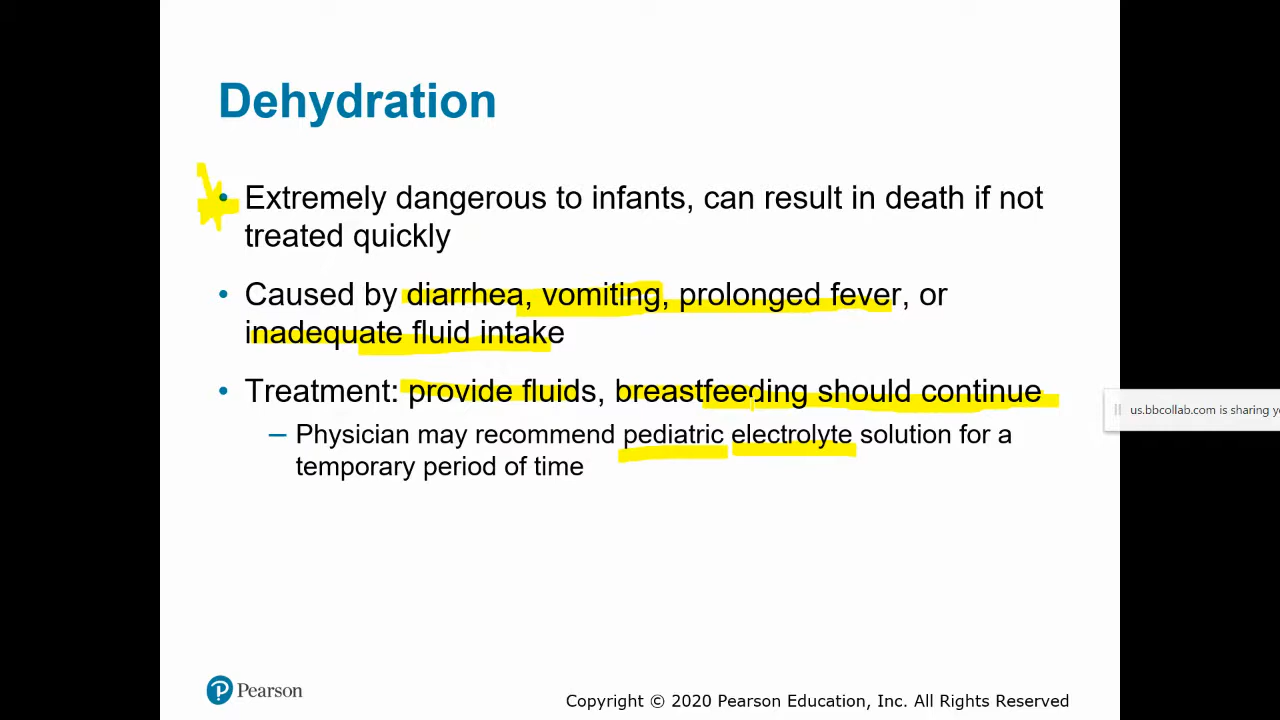 Dehydration
• Extremely dangerous to infants, can result in death if not
treated quickly
• Caused by diarrhea, vomiting, prolonged fever, or
inadequate fluid intake
• Treatment: provide fluids, breastfeeding should continue
– Physician may recommend pediatric electrolyte solution for a
temporary period of time
us.bbcollab.com is sharing
Pearson
Copyright © 2020 Pearson Education, Inc. All Rights Reserved